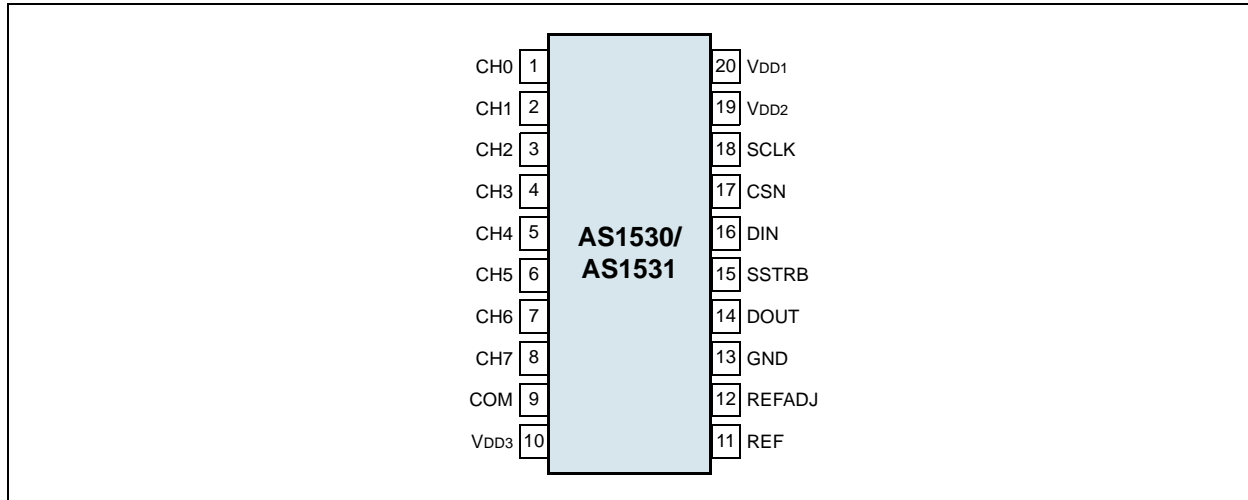 CH0 1
CH1 2
CH2 3
CH3 4
CH4 5
CH5 6
CH6 7
CH7 8
COM 9
VDD3 10
AS1530/
AS1531
20 VDD1
19 VDD2
18 SCLK
17 CSN
16 DIN
15 SSTRB
14 DOUT
13 GND
12 REFADJ
11 REF